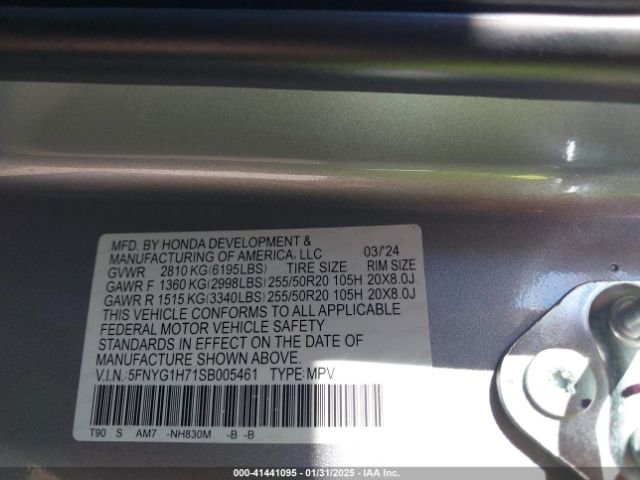 MFD. BY HONDA DEVELOPMENT &
MANUFACTURING OF AMERICA, LLC 03/'24
GVWR 2810 KG(6195LBS) TIRE SIZE RIM SIZE
GAWR F 1360 KG(2998LBS) 255/50R20 105H 20X8.0J
GAWR R 1515 KG(3340LBS) 255/50R20 105H 20X8.0J
THIS VEHICLE CONFORMS TO ALL APPLICABLE
FEDERAL MOTOR VEHICLE SAFETY
STANDARDS IN EFFECT ON THE DATE OF
MANUFACTURE SHOWN ABOVE.
V.I.N.:5FNYG1H71SB005461 TYPE:MPV
T90 S AM7 -NH830M -B -B
000-41441095 - 01/31/2025 - IAA Inc.